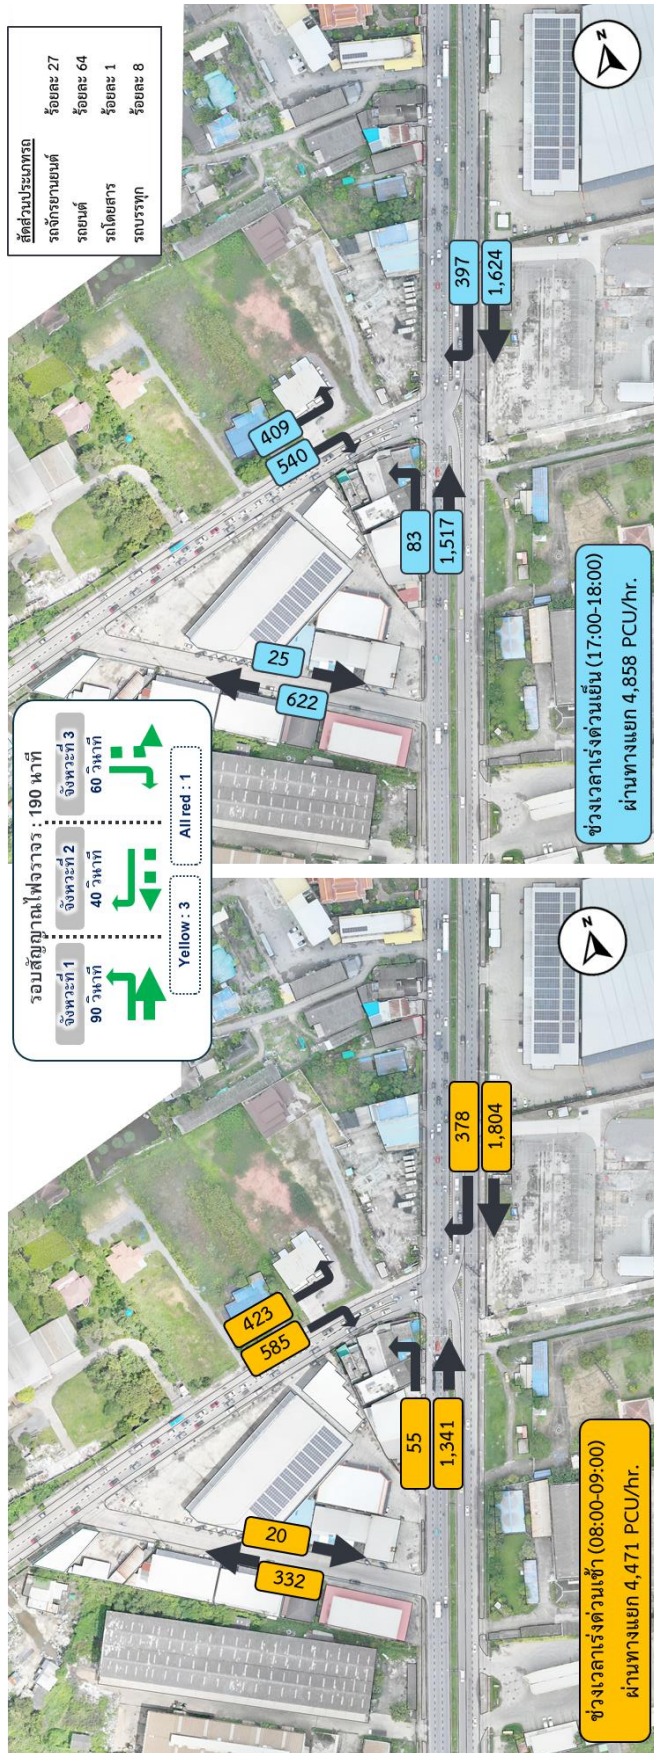 รอบสัญญาณไฟจราจร : 190 นาที
จังหวะที่ 1
90 วินาที
จังหวะที่ 2
40 วินาที
จังหวะที่ 3
60 วินาที
Yellow : 3
All red : 1
สัดส่วนประเภทรถ
รถจักรยานยนต์ ร้อยละ 27
รถยนต์ ร้อยละ 64
รถโดยสาร ร้อยละ 1
รถบรรทุก ร้อยละ 8
20
332
423
585
55
1,341
378
1,804
N
ช่วงเวลาเร่งด่วนเช้า (08:00-09:00)
ผ่านทางแยก 4,471 PCU/hr.
25
622
409
540
83
1,517
397
1,624
N
ช่วงเวลาเร่งด่วนเย็น (17:00-18:00)
ผ่านทางแยก 4,858 PCU/hr.